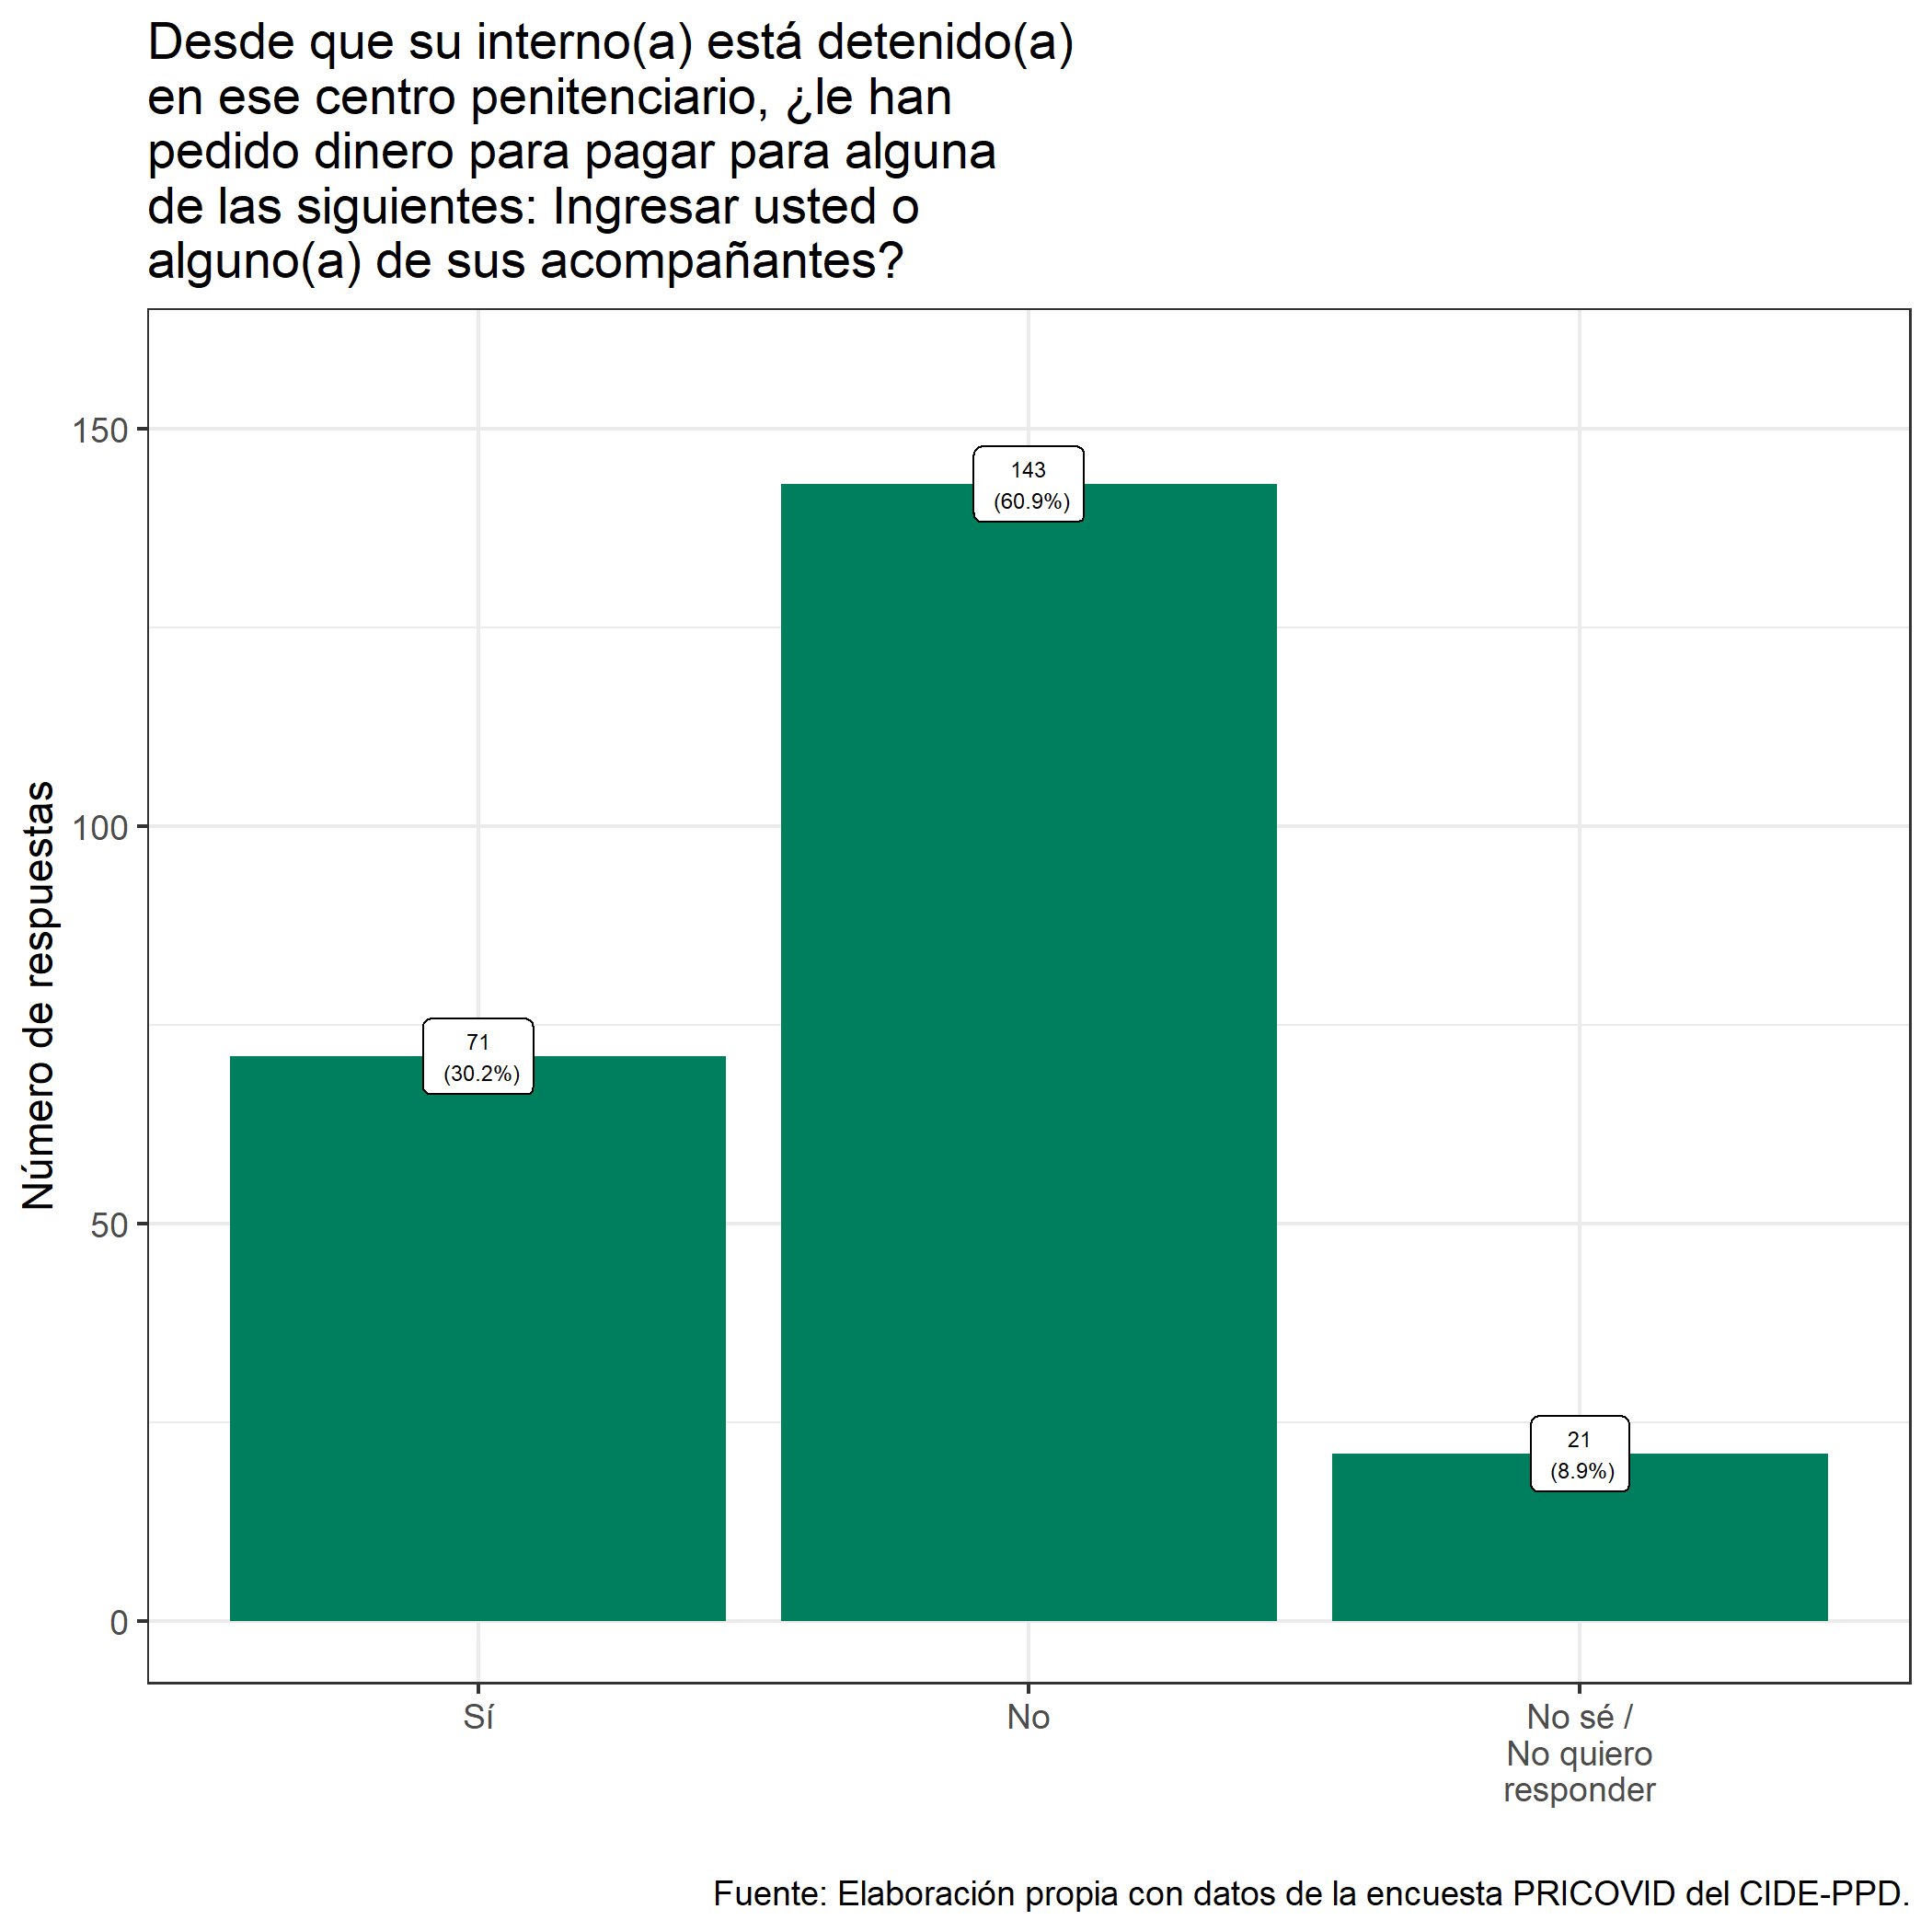 Desde que su interno(a) está detenido(a)
en ese centro penitenciario, ¿le han
pedido dinero para pagar para alguna
de las siguientes: Ingresar usted o
alguno(a) de sus acompañantes?
Número de respuestas
150
100
50
0
71
(30.2%)
143
(60.9%)
21
(8.9%)
Sí
No
No sé /
No quiero
responder
Fuente: Elaboración propia con datos de la encuesta PRICOVID del CIDE-PPD.